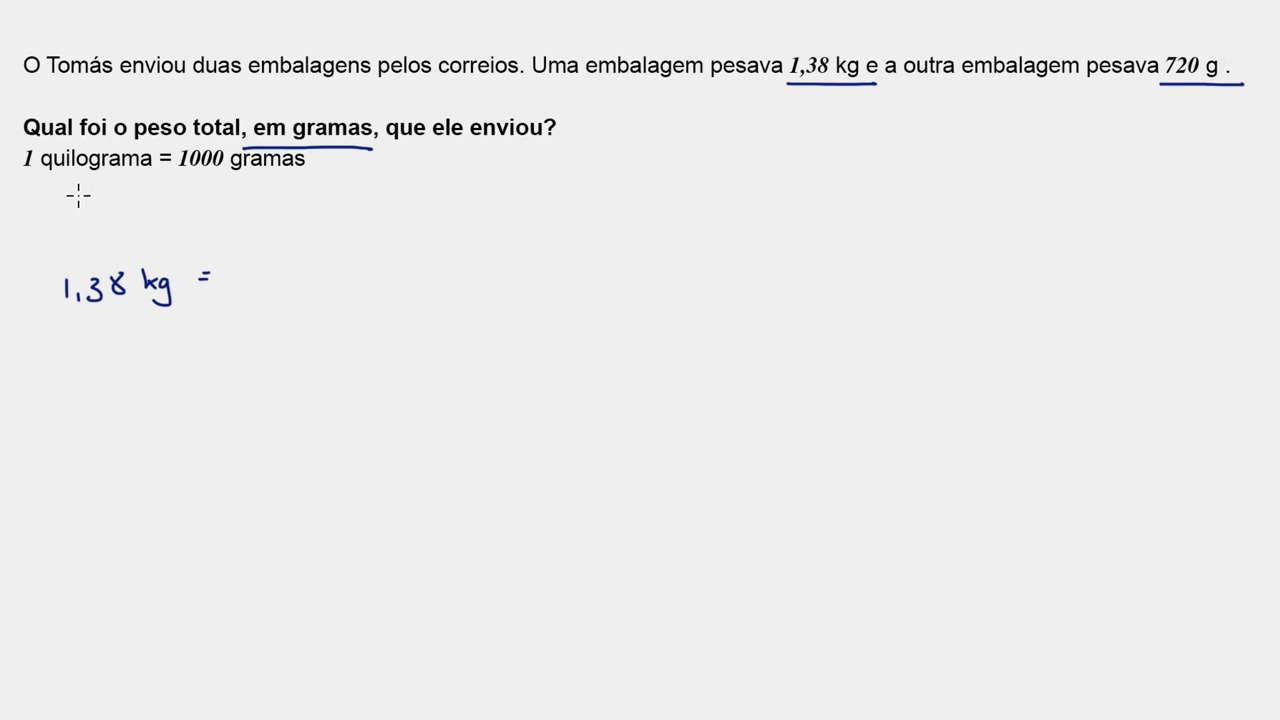 O Tomás enviou duas embalagens pelos correios. Uma embalagem pesava 1,38 kg e a outra embalagem pesava 720 g .
Qual foi o peso total, em gramas, que ele enviou?
1 quilograma = 1000 gramas
1,38 kg =